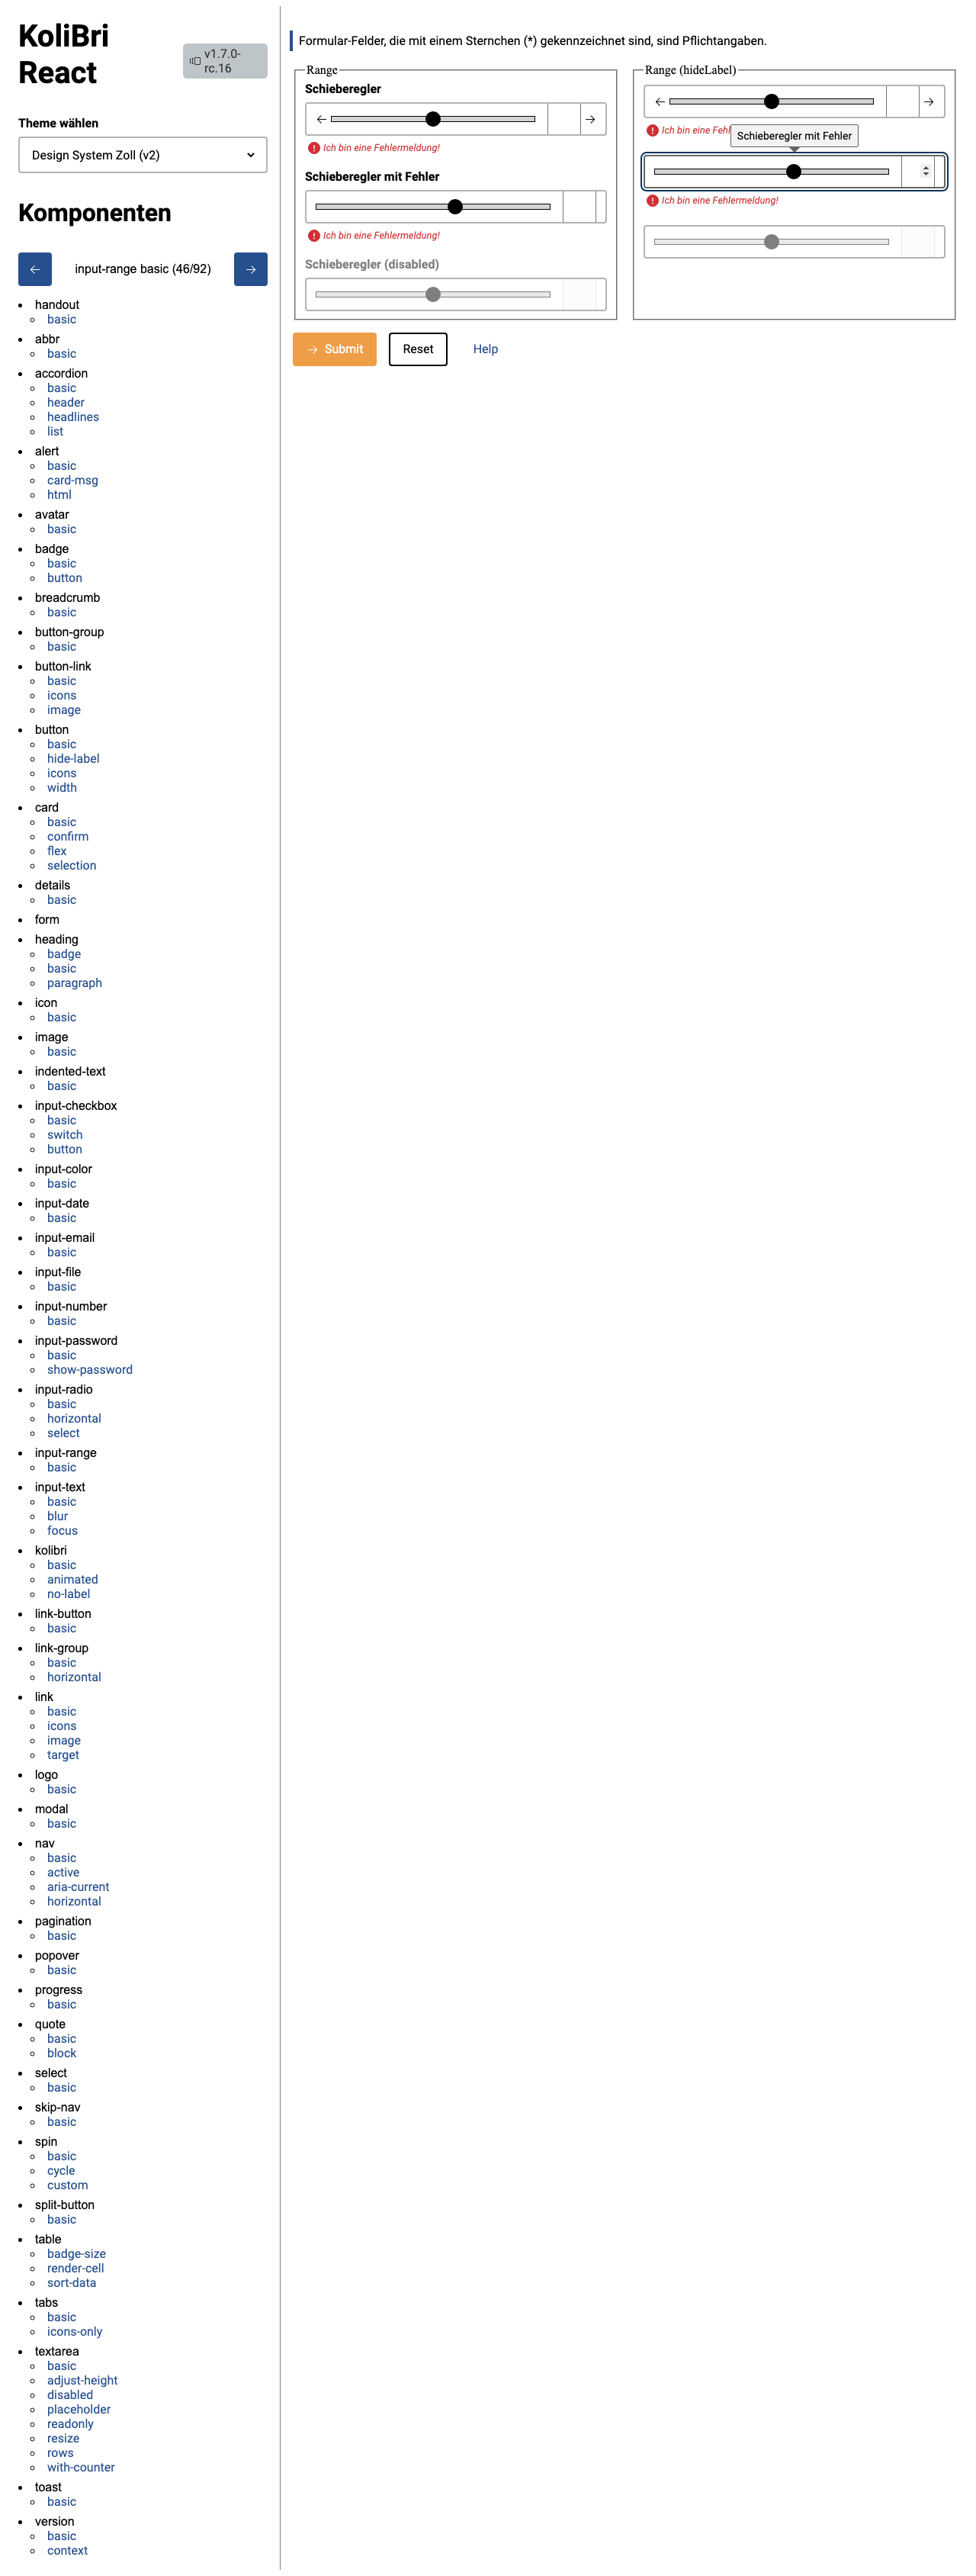 KoliBri
React
v1.7.0-
rc.16
Theme wählen
Design System Zoll (v2)
Komponenten
input-range basic (46/92)
handout
basic
abbr
basic
accordion
basic
header
headlines
list
alert
basic
card-msg
html
avatar
basic
badge
basic
button
breadcrumb
basic
button-group
basic
button-link
basic
icons
image
button
basic
hide-label
icons
width
card
basic
confirm
flex
selection
details
basic
form
heading
badge
basic
paragraph
icon
basic
image
basic
indented-text
basic
input-checkbox
basic
switch
button
input-color
basic
input-date
basic
input-email
basic
input-file
basic
input-number
basic
input-password
basic
show-password
input-radio
basic
horizontal
select
input-range
basic
input-text
basic
blur
focus
kolibri
basic
animated
no-label
link-button
basic
link-group
basic
horizontal
link
basic
icons
image
target
logo
basic
modal
basic
nav
basic
active
aria-current
horizontal
pagination
basic
popover
basic
progress
basic
quote
basic
block
select
basic
skip-nav
basic
spin
basic
cycle
custom
split-button
basic
table
badge-size
render-cell
sort-data
tabs
basic
icons-only
textarea
basic
adjust-height
disabled
placeholder
readonly
resize
rows
with-counter
toast
basic
version
basic
context
Formular-Felder, die mit einem Sternchen (*) gekennzeichnet sind, sind Pflichtangaben.
Range
Schieberegler
Ich bin eine Fehlermeldung!
Schieberegler mit Fehler
Ich bin eine Fehlermeldung!
Schieberegler (disabled)
Range (hideLabel)
Ich bin eine Fehl
Schieberegler mit Fehler
Ich bin eine Fehlermeldung!
Submit
Reset
Help